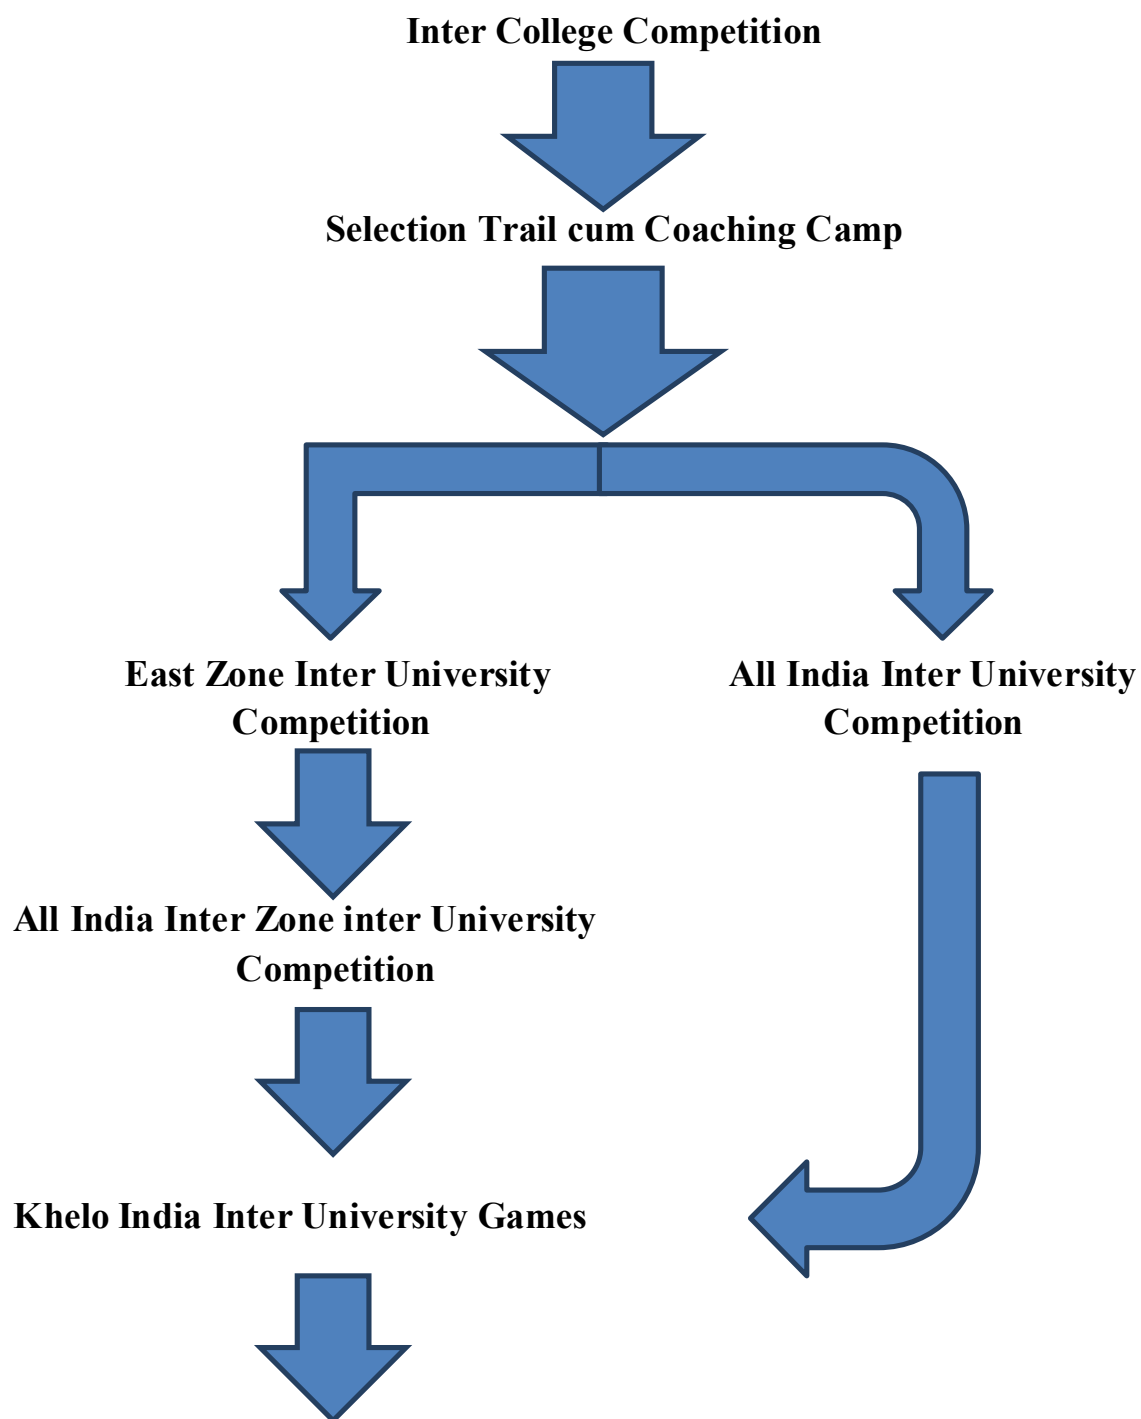 Inter College Competition
Selection Trail cum Coaching Camp
East Zone Inter University
Competition
All India Inter University
Competition
All India Inter Zone inter University
Competition
Khelo India Inter University Games